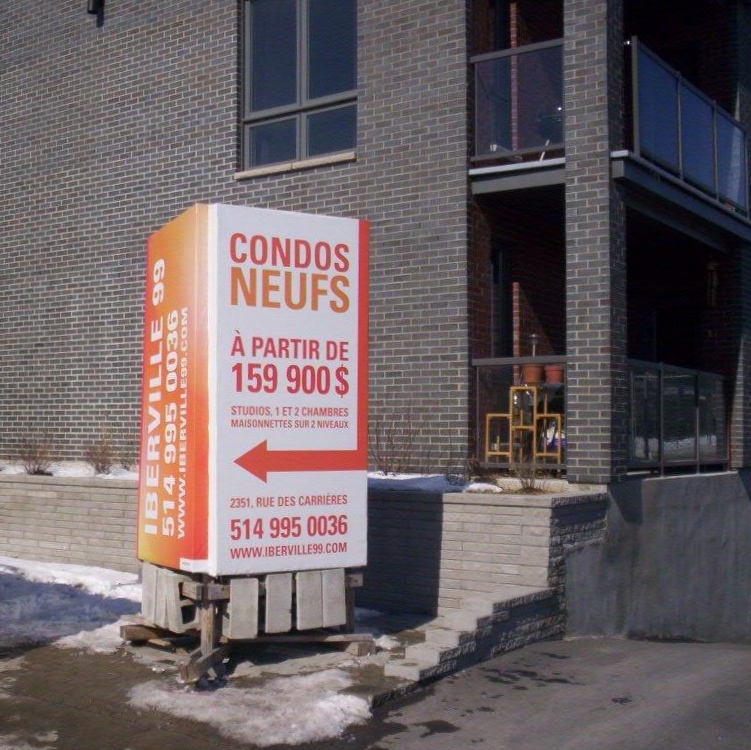 IBERVILLE 99
514 995 0036
WWW.IBERVILLE99.COM
CONDOS
NEUFS
À PARTIR DE
159 900 $
STUDIOS, 1 ET 2 CHAMBRES
MAISONNETTES SUR 2 NIVEAUX
2351, RUE DES CARRIÈRES
514 995 0036
WWW.IBERVILLE99.COM